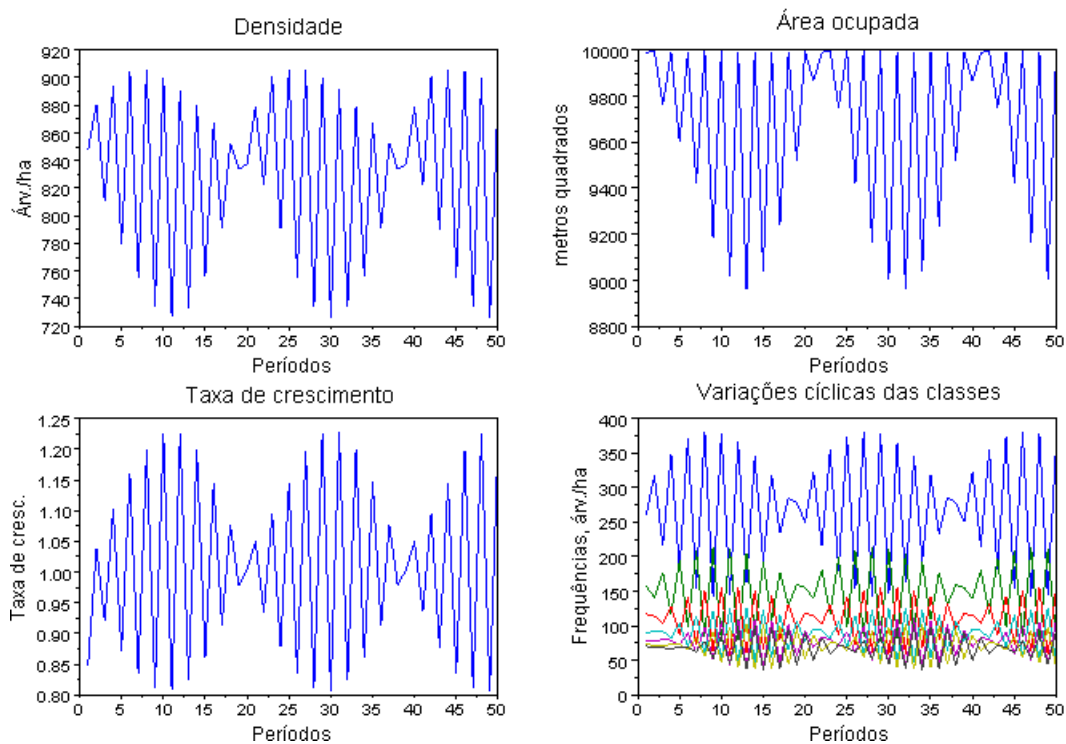 Densidade
920
900
880
860
840
820
800
780
760
740
720
Árv./ha
0 5 10 15 20 25 30 35 40 45 50
Períodos
Área ocupada
10000
9800
9600
9400
9200
9000
8800
metros quadrados
0 5 10 15 20 25 30 35 40 45 50
Períodos
Taxa de crescimento
1.25
1.20
1.15
1.10
1.05
1.00
0.95
0.90
0.85
0.80
Taxa de cresc.
0 5 10 15 20 25 30 35 40 45 50
Períodos
Variações cíclicas das classes
400
350
300
250
200
150
100
50
0
Frequências, árv./ha
0 5 10 15 20 25 30 35 40 45 50
Períodos